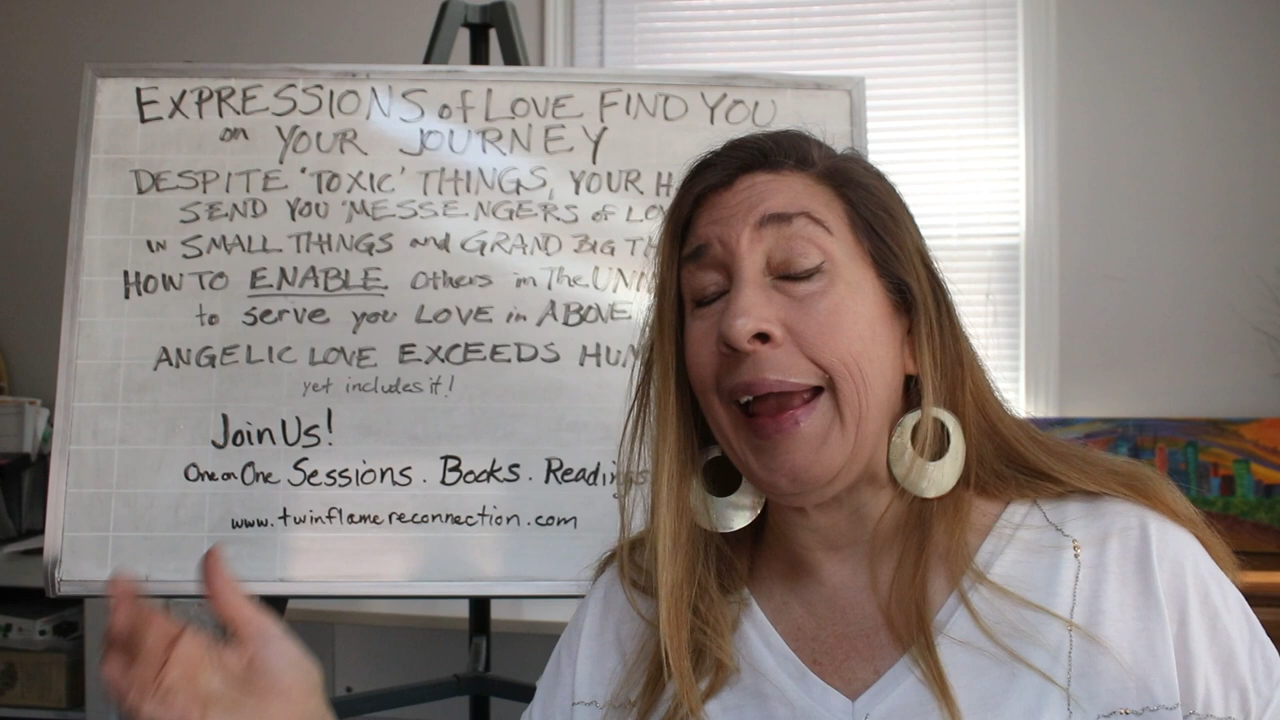 EXPRESSIONS of LOVE FIND YOU
on YOUR JOURNEY
DESPITE 'TOXIC' THINGS, YOUR
SEND YOU 'MESSENGERS of
in SMALL THINGS and GRAND BIG
HOW TO ENABLE Others in The
to serve you LOVE in ABOVE
ANGELIC LOVE EXCEEDS
yet includes it!
Join Us!
One on One Sessions. Books. Readings
www.twinflamereconnection.com